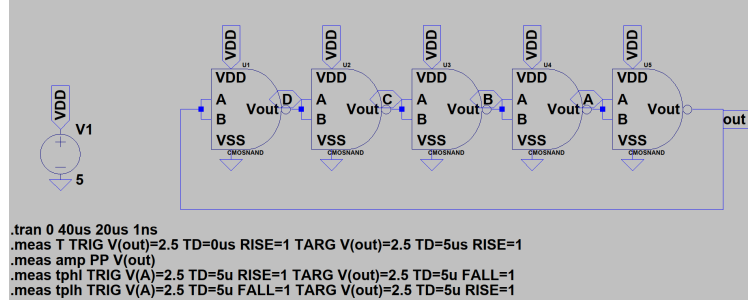 VDD VDD VDD VDD VDD
U1 U2 U3 U4 U5
VDD VDD VDD VDD VDD
VDD
A D A C A B A A A
Vout Vout Vout Vout Vout
B B B B B
out
V1
VSS VSS VSS VSS VSS
CMOSNAND CMOSNAND CMOSNAND CMOSNAND CMOSNAND
5
.tran 0 40us 20us 1ns
.meas T TRIG V(out)=2.5 TD=0us RISE=1 TARG V(out)=2.5 TD=5us RISE=1
.meas amp PP V(out)
.meas tphl TRIG V(A)=2.5 TD=5u RISE=1 TARG V(out)=2.5 TD=5u FALL=1
.meas tplh TRIG V(A)=2.5 TD=5u FALL=1 TARG V(out)=2.5 TD=5u RISE=1